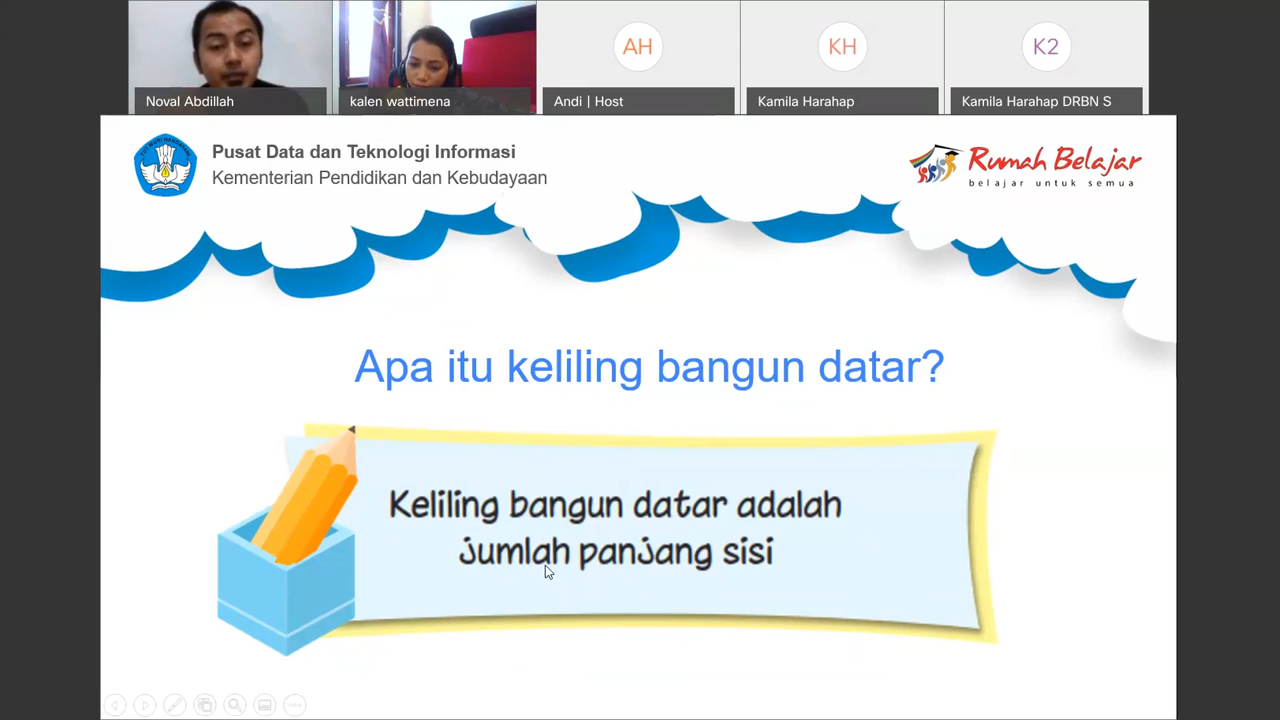 AH
KH
K2
Noval Abdillah
kalen wattimena
Andi | Host
Kamila Harahap
Kamila Harahap DRBN S
Pusat Data dan Teknologi Informasi
Kementerian Pendidikan dan Kebudayaan
Rumah Belajar
belajar untuk semua
Apa itu keliling bangun datar?
Keliling bangun datar adalah
jumlah panjang sisi